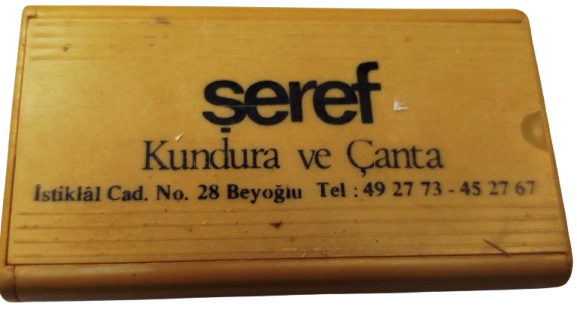 şeref
Kundura ve Çanta
İstiklâl Cad. No. 28 Beyoğlu Tel : 49 27 73 - 45 27 67